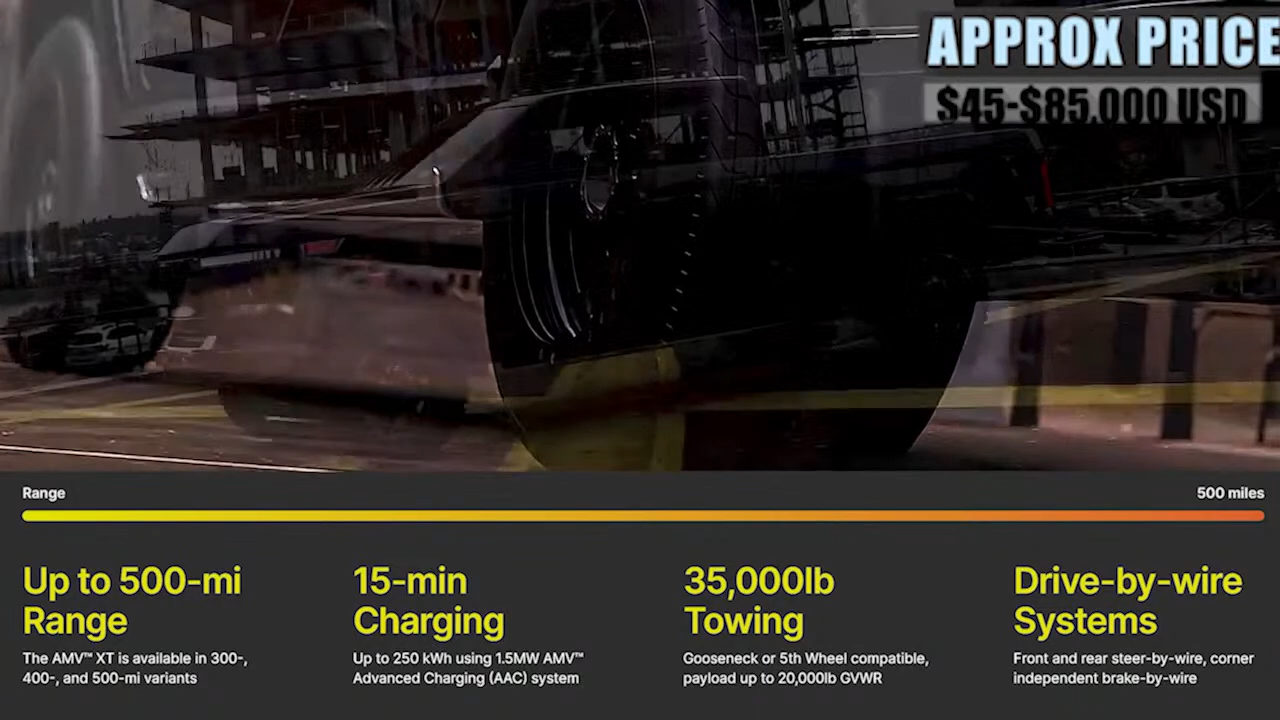 APPROX PRICE
$45-$85,000 USD
Range
500 miles
Up to 500-mi
Range
The AMV™ XT is available in 300-,
400-, and 500-mi variants
15-min
Charging
Up to 250 kWh using 1.5MW AMV™
Advanced Charging (AAC) system
35,000lb
Towing
Gooseneck or 5th Wheel compatible,
payload up to 20,000lb GVWR
Drive-by-wire
Systems
Front and rear steer-by-wire, corner
independent brake-by-wire